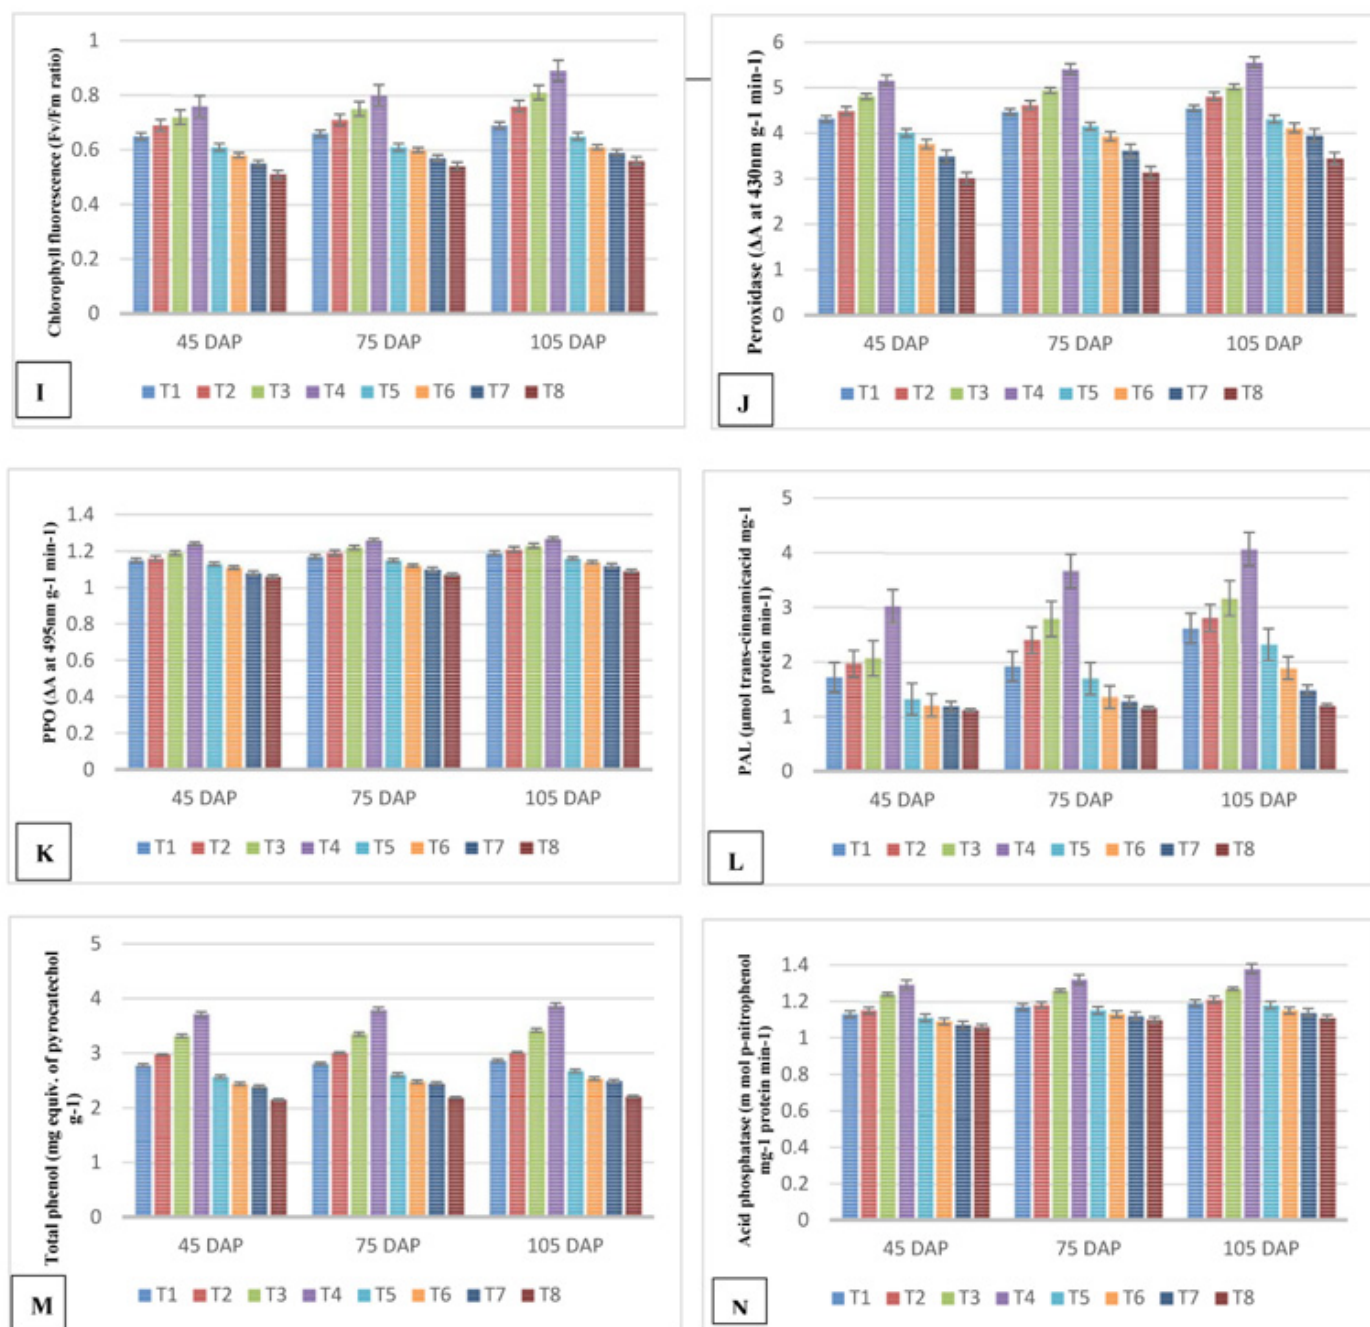 Chlorophyll fluorescence (Fv/Fm ratio)
1
0.8
0.6
0.4
0.2
0
45 DAP 75 DAP 105 DAP
T1 T2 T3 T4 T5 T6 T7 T8
I
Peroxidase (ΔA at 430nm g-1 min-1)
6
5
4
3
2
1
0
45 DAP 75 DAP 105 DAP
T1 T2 T3 T4 T5 T6 T7 T8
J
PPO (ΔA at 495nm g-1 min-1)
1.4
1.2
1
0.8
0.6
0.4
0.2
0
45 DAP 75 DAP 105 DAP
T1 T2 T3 T4 T5 T6 T7 T8
K
PAL (μmol trans-cinnamicacid mg-1
protein min-1)
5
4
3
2
1
0
45 DAP 75 DAP 105 DAP
T1 T2 T3 T4 T5 T6 T7 T8
L
Total phenol (mg equiv. of pyrocatechol
g-1)
5
4
3
2
1
0
45 DAP 75 DAP 105 DAP
T1 T2 T3 T4 T5 T6 T7 T8
M
Acid phosphatase (m mol p-nitrophenol
mg-1 protein min-1)
1.4
1.2
1
0.8
0.6
0.4
0.2
0
45 DAP 75 DAP 105 DAP
T1 T2 T3 T4 T5 T6 T7 T8
N